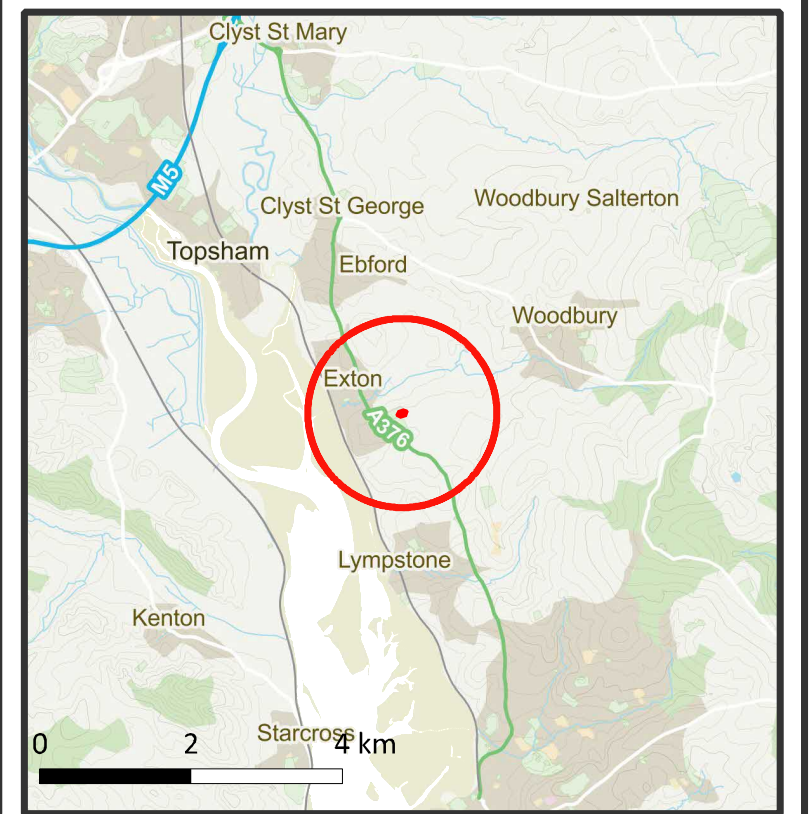 Clyst St Mary
M5
Clyst St George
Woodbury Salterton
Topsham
Ebford
Woodbury
Exton
A376
Lympstone
Kenton
Starcross
0 2 4 km